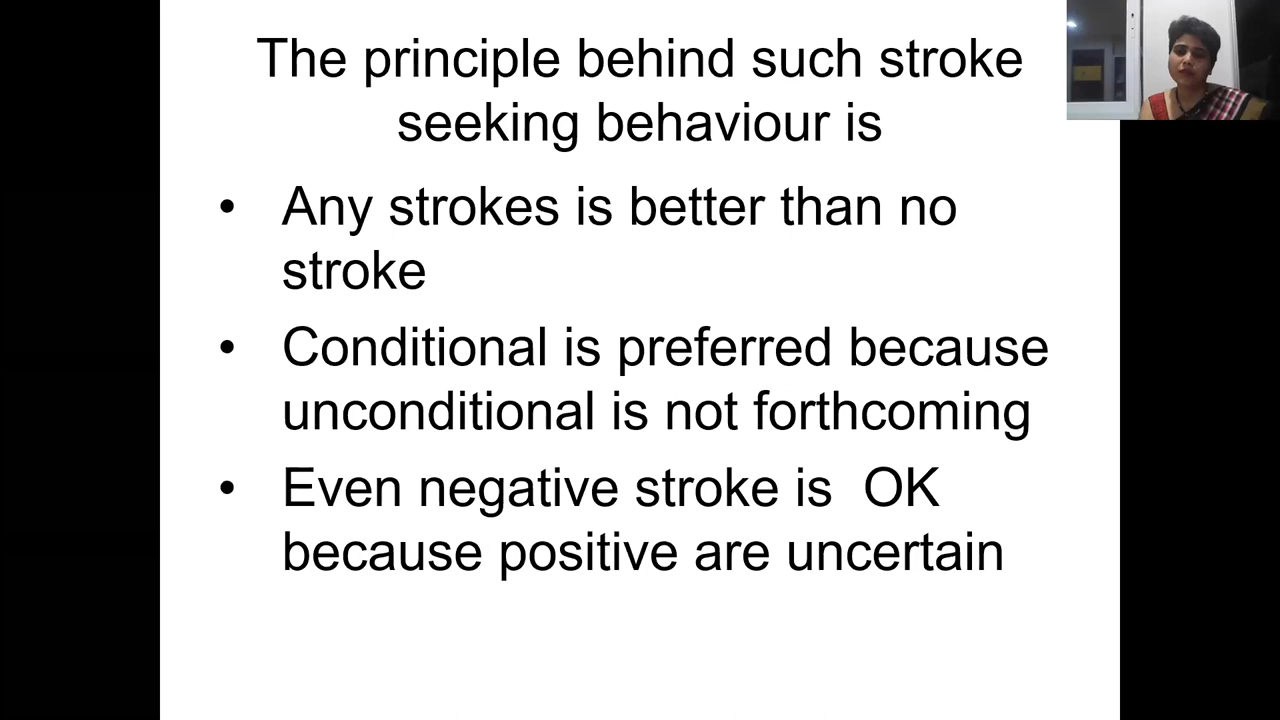 The principle behind such stroke
seeking behaviour is
• Any strokes is better than no
stroke
• Conditional is preferred because
unconditional is not forthcoming
• Even negative stroke is  OK
because positive are uncertain